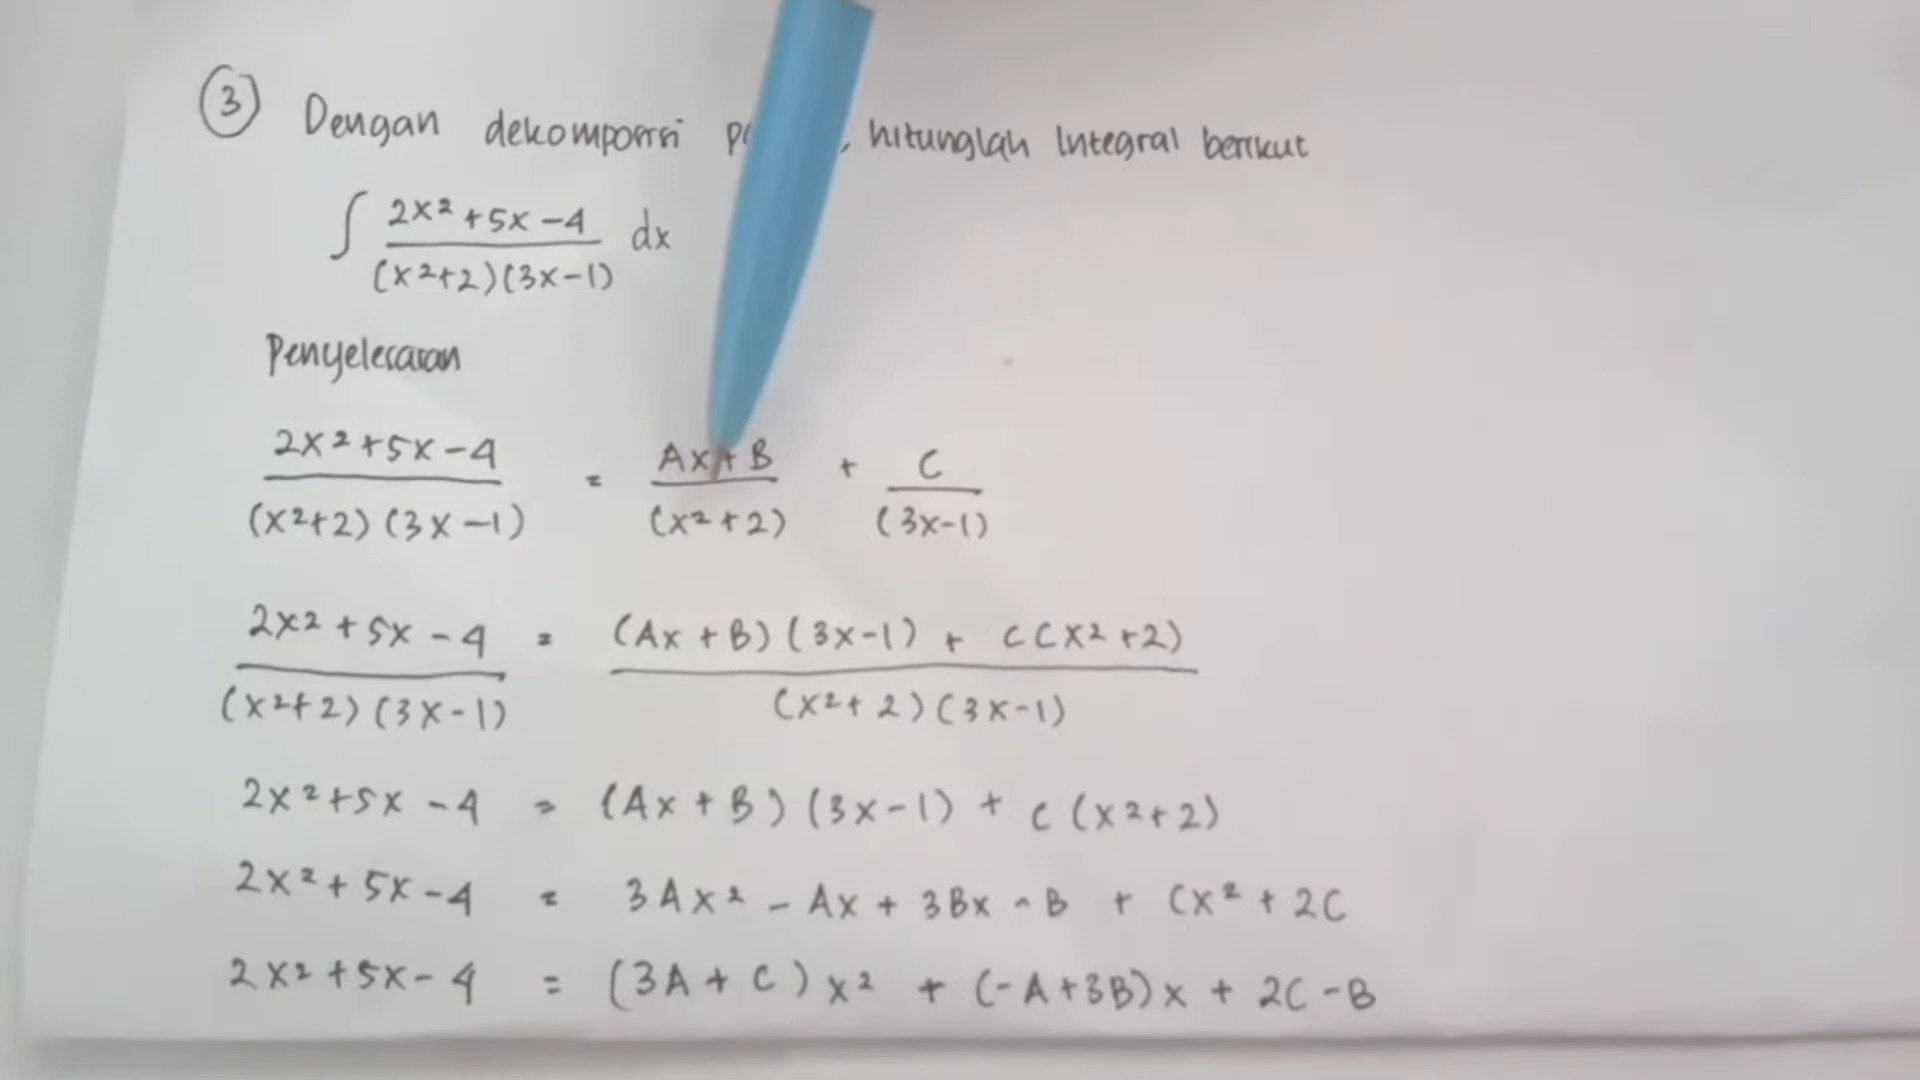 3 Dengan dekomposisi , hitunglah Integral berikut
∫ 2x² + 5x - 4 / (x²+2)(3x-1) dx
Penyelesaian
2x² + 5x - 4 / (x²+2)(3x-1) = Ax + B / (x²+2) + C / (3x-1)
2x² + 5x - 4 / (x²+2)(3x-1) = (Ax + B)(3x-1) + C(x²+2) / (x²+2)(3x-1)
2x² + 5x - 4 = (Ax + B)(3x-1) + C(x²+2)
2x² + 5x - 4 = 3Ax² - Ax + 3Bx - B + Cx² + 2C
2x² + 5x - 4 = (3A + C)x² + (-A+3B)x + 2C - B